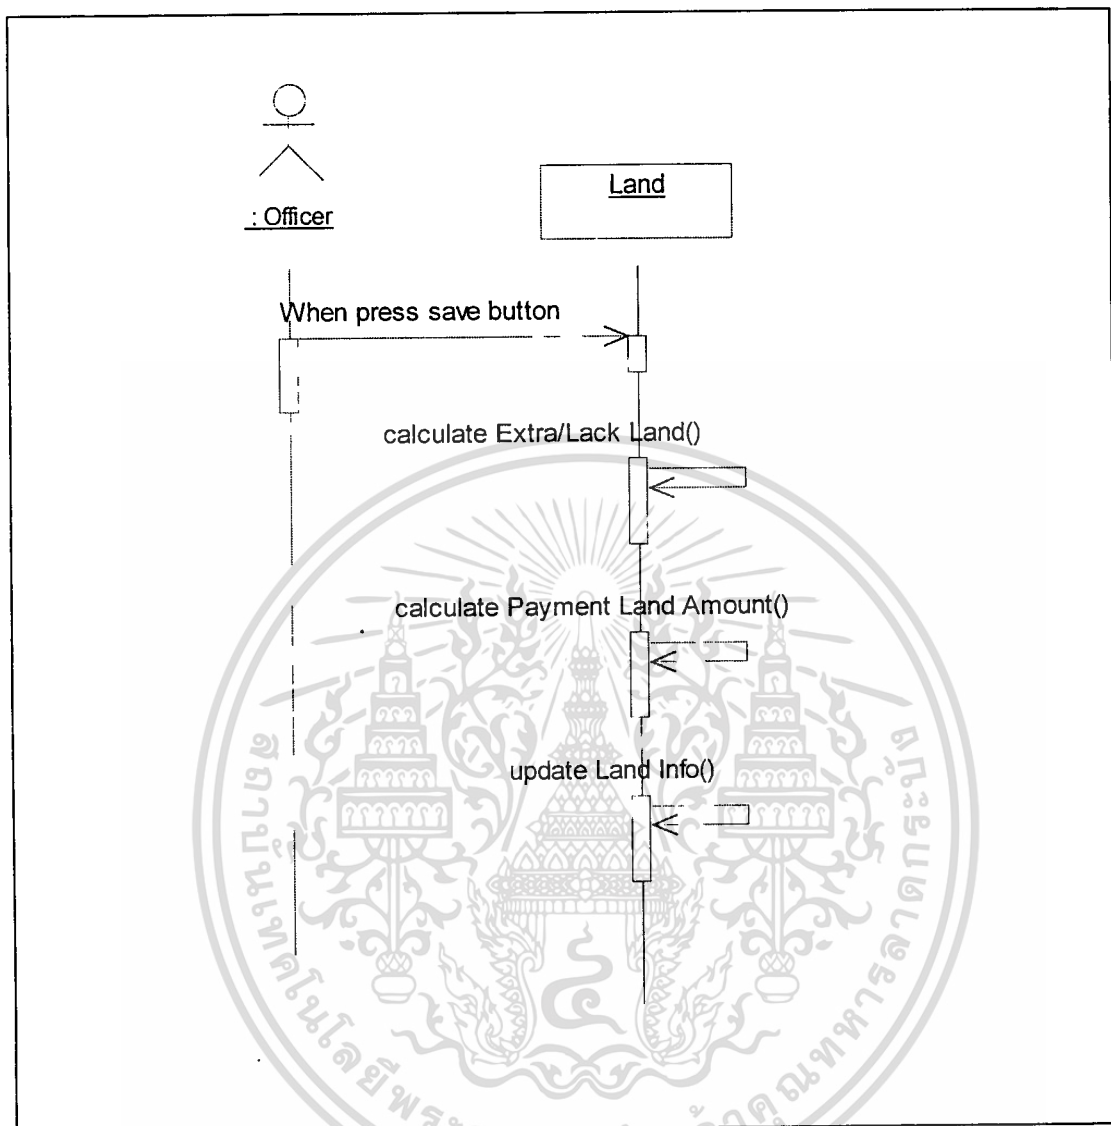 : Officer
Land
When press save button
calculate Extra/Lack Land()
calculate Payment Land Amount()
update Land Info()